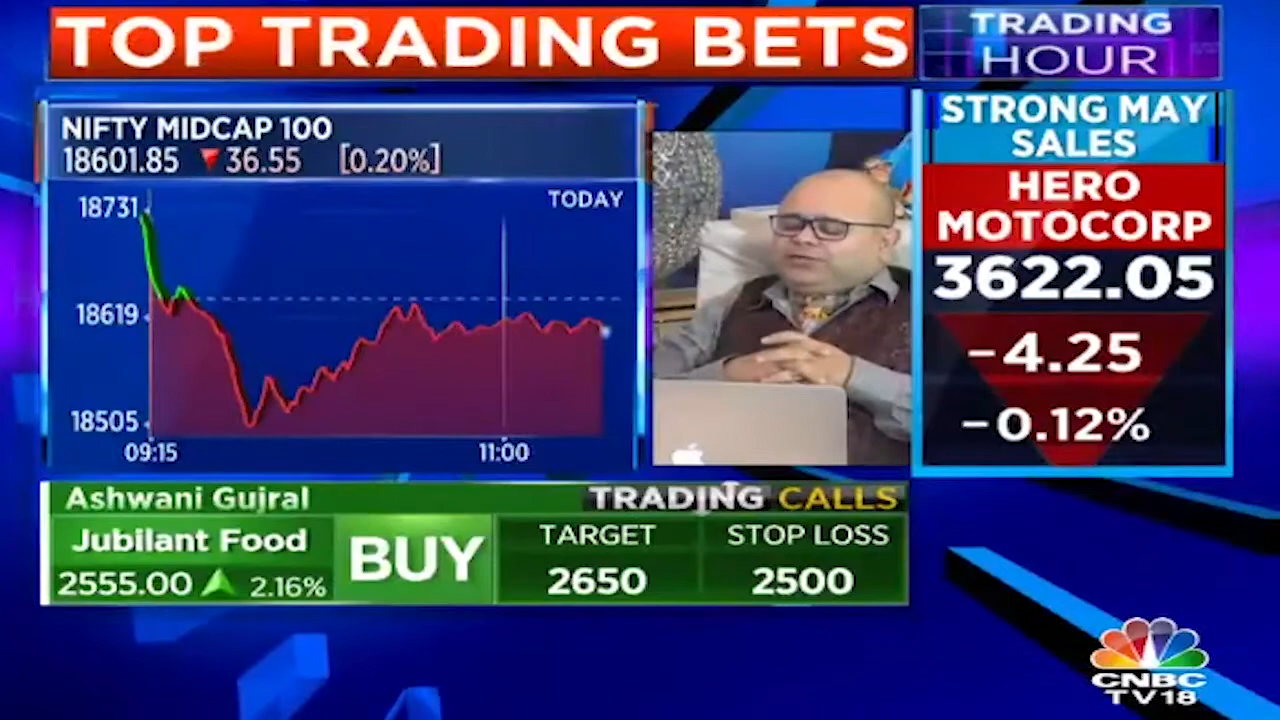 TOP TRADING BETS
TRADING
HOUR
NIFTY MIDCAP 100
18601.85 ▼ 36.55 [0.20%]
TODAY
18731
18619
18505
09:15 11:00
STRONG MAY
SALES
HERO
MOTOCORP
3622.05
-4.25
-0.12%
Ashwani Gujral
TRADING CALLS
Jubilant Food
2555.00 ▲ 2.16%
BUY
TARGET
2650
STOP LOSS
2500
CNBC
TV18